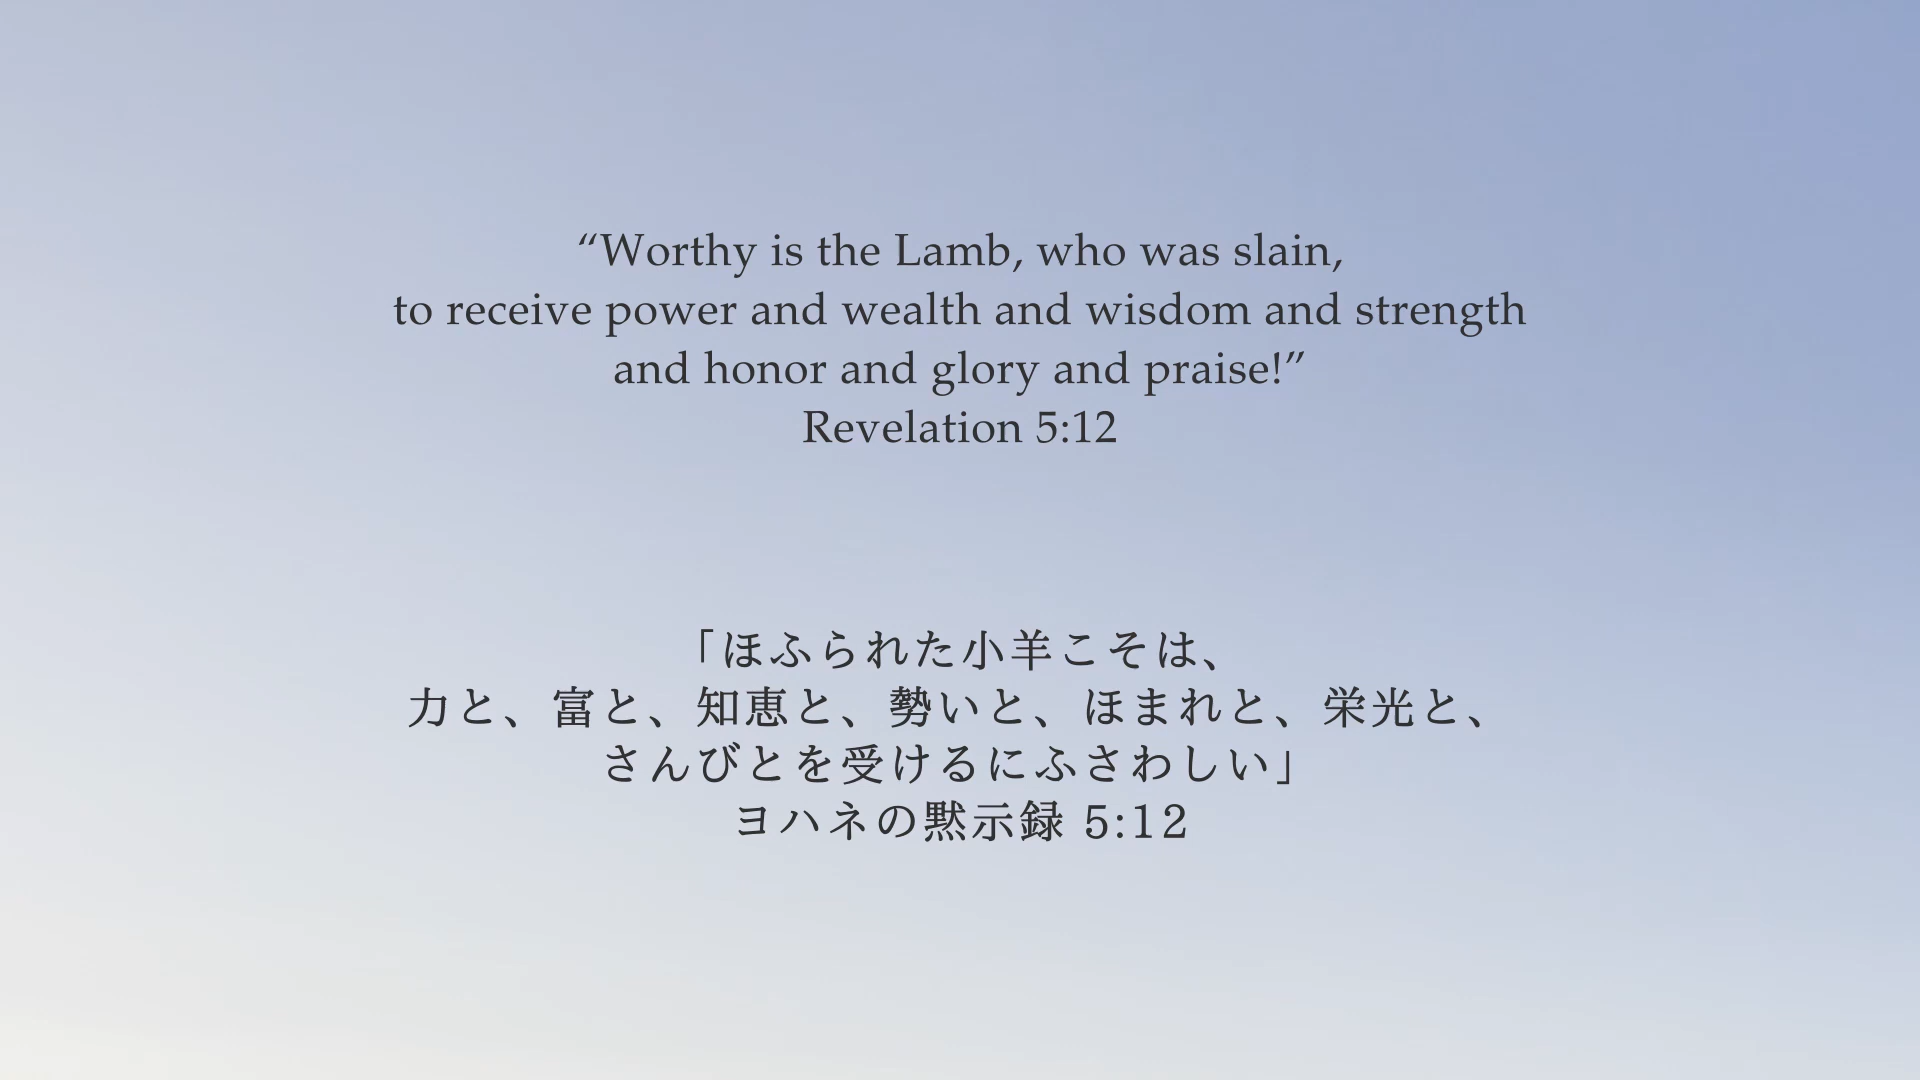 “Worthy is the Lamb, who was slain,
to receive power and wealth and wisdom and strength
and honor and glory and praise!”
Revelation 5:12
「ほふられた小羊こそは、
力と、富と、知恵と、勢いと、ほまれと、栄光と、
さんびとを受けるにふさわしい」
ヨハネの黙示録 5:12